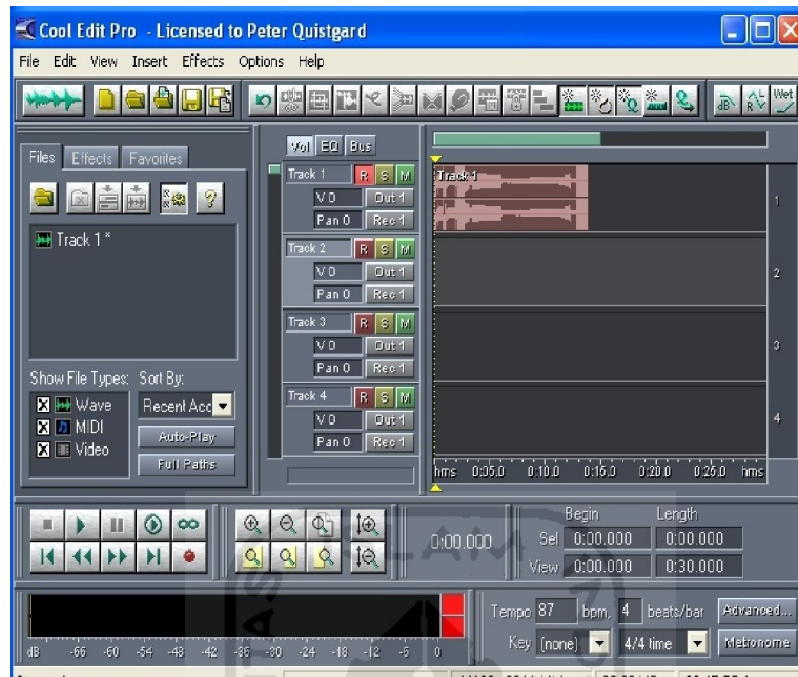 Cool Edit Pro - Licensed to Peter Quistgard
File Edit View Insert Effects Options Help
dB L R Wet
Files Effects Favorites
Vol EQ Bus
Track 1 R S M
V 0 Out 1
Pan 0 Rec 1
Track 1
1
Track 1*
Track 2 R S M
V 0 Out 1
Pan 0 Rec 1
2
Track 3 R S M
V 0 Out 1
Pan 0 Rec 1
3
Show File Types: Sort By:
Wave Recent Acc
MIDI Auto-Play
Video Full Paths
Track 4 R S M
V 0 Out 1
Pan 0 Rec 1
4
hms 0:05.0 0:10.0 0:15.0 0:20.0 0:25.0 hms
0:00.000
Begin Length
Sel 0:00.000 0:00.000
View 0:00.000 0:30.000
Tempo 87 bpm, 4 beats/bar Advanced...
Key (none) 4/4 time Metronome
dB -66 -60 -54 -48 -42 -36 -30 -24 -18 -12 -6 0
ISLAM